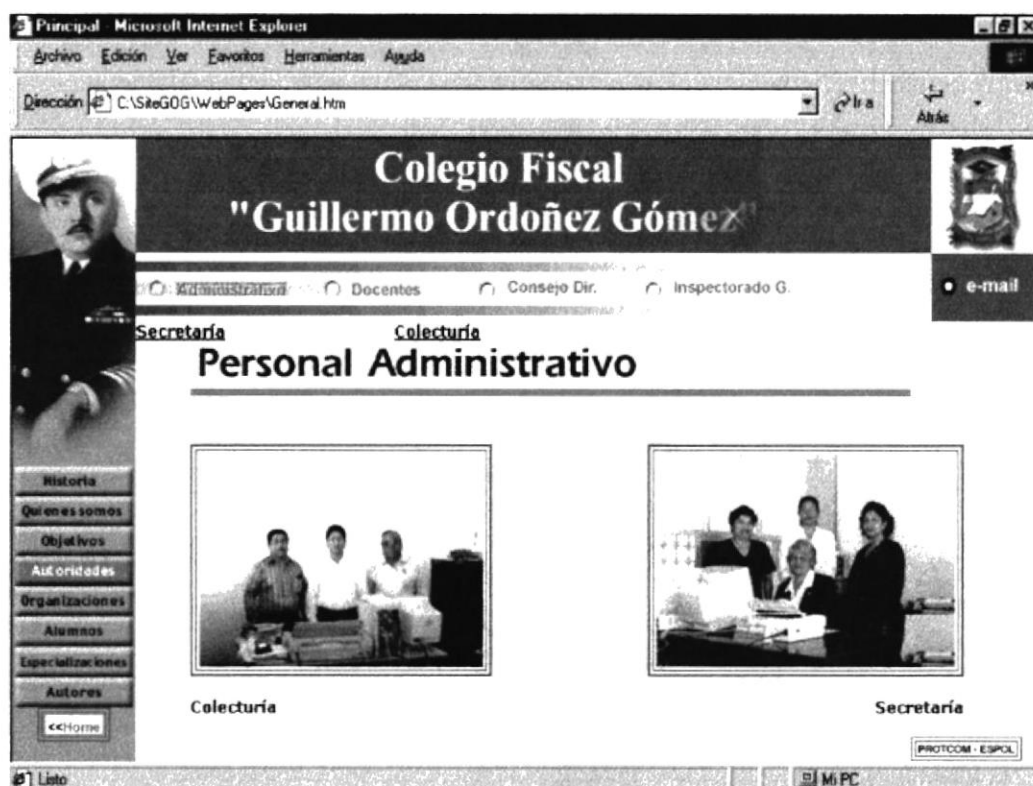 Principal - Microsoft Internet Explorer
Archivo Edición Ver Favoritos Herramientas Ayuda
Dirección C:\SiteGOG\WebPages\General.htm Ir a Atrás
Colegio Fiscal
"Guillermo Ordoñez Gómez"
Administrativo Docentes Consejo Dir. Inspectorado G. e-mail
Secretaría Colecturía
Personal Administrativo
Historia
Quienes somos
Objetivos
Autoridades
Organizaciones
Alumnos
Especializaciones
Autores
<<Home
Colecturía Secretaría
PROTCOM - ESPOL
Listo Mi PC